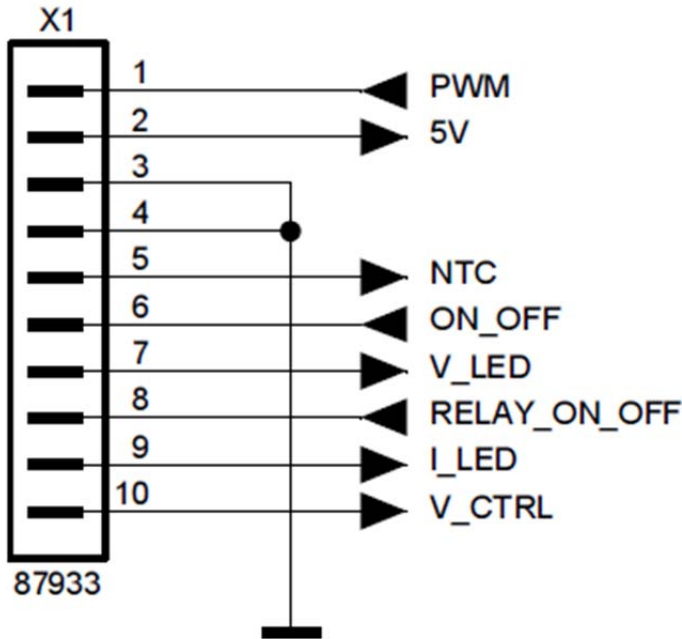 X1
1 PWM
2 5V
3
4
5 NTC
6 ON_OFF
7 V_LED
8 RELAY_ON_OFF
9 I_LED
10 V_CTRL
87933